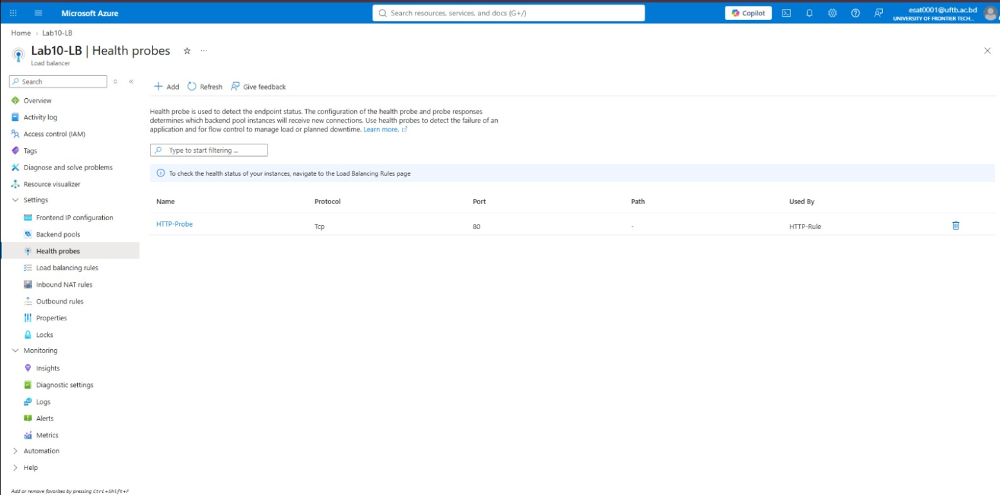 Microsoft Azure
Search resources, services, and docs (G+/)
Copilot
esat0001@uftb.ac.bd
UNIVERSITY OF FRONTIER TECH...
Home > Lab10-LB
Lab10-LB | Health probes
Load balancer
Search
Overview
Activity log
Access control (IAM)
Tags
Diagnose and solve problems
Resource visualizer
Settings
Frontend IP configuration
Backend pools
Health probes
Load balancing rules
Inbound NAT rules
Outbound rules
Properties
Locks
Monitoring
Insights
Diagnostic settings
Logs
Alerts
Metrics
Automation
Help
Add or remove favorites by pressing Ctrl+Shift+F
Add Refresh Give feedback
Health probe is used to detect the endpoint status. The configuration of the health probe and probe responses
determines which backend pool instances will receive new connections. Use health probes to detect the failure of an
application and for flow control to manage load or planned downtime. Learn more.
Type to start filtering ...
To check the health status of your instances, navigate to the Load Balancing Rules page
Name Protocol Port Path Used By
HTTP-Probe Tcp 80 - HTTP-Rule